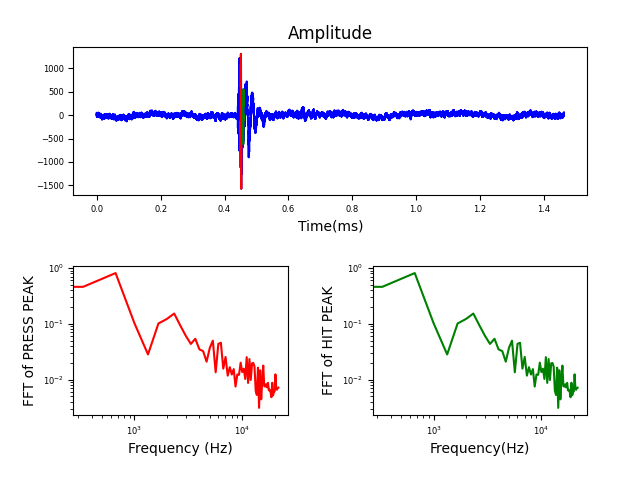 Amplitude
1000
500
0
−500
−1000
−1500
0.0 0.2 0.4 0.6 0.8 1.0 1.2 1.4
Time(ms)
FFT of PRESS PEAK
10⁰
10⁻¹
10⁻²
10³ 10⁴
Frequency (Hz)
FFT of HIT PEAK
10⁰
10⁻¹
10⁻²
10³ 10⁴
Frequency(Hz)